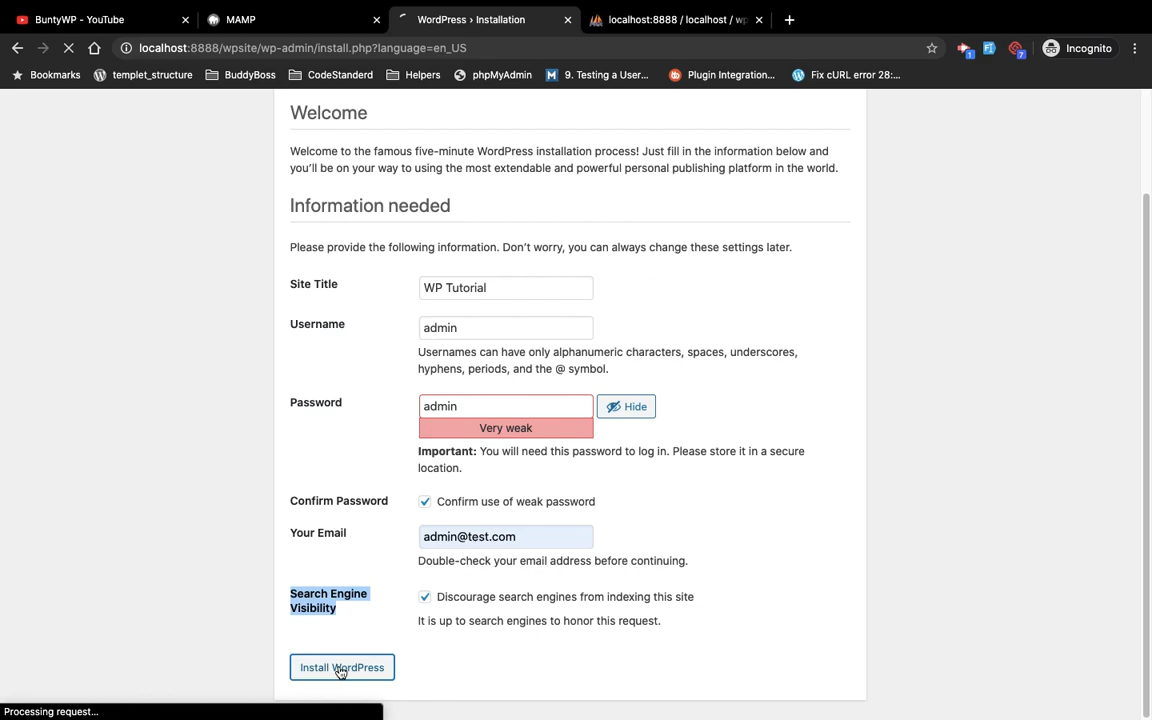 BuntyWP - YouTube
MAMP
WordPress › Installation
localhost:8888 / localhost / wp
localhost:8888/wpsite/wp-admin/install.php?language=en_US
Incognito
Bookmarks
templet_structure
BuddyBoss
CodeStanderd
Helpers
phpMyAdmin
9. Testing a User...
Plugin Integration...
Fix cURL error 28:...
1
7
Welcome
Welcome to the famous five-minute WordPress installation process! Just fill in the information below and
you'll be on your way to using the most extendable and powerful personal publishing platform in the world.
Information needed
Please provide the following information. Don't worry, you can always change these settings later.
Site Title
WP Tutorial
Username
admin
Usernames can have only alphanumeric characters, spaces, underscores,
hyphens, periods, and the @ symbol.
Password
admin
Hide
Very weak
Important: You will need this password to log in. Please store it in a secure
location.
Confirm Password
Confirm use of weak password
Your Email
admin@test.com
Double-check your email address before continuing.
Search Engine
Visibility
Discourage search engines from indexing this site
It is up to search engines to honor this request.
Install WordPress
Processing request...